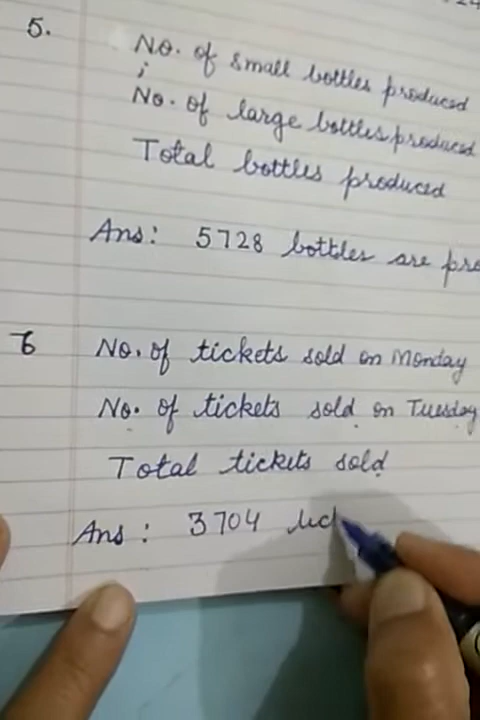 5. No. of small bottles produced
No. of large bottles produced
Total bottles produced
Ans: 5728 bottles are pro
6 No. of tickets sold on Monday
No. of tickets sold on Tuesday
Total tickets sold
Ans: 3704